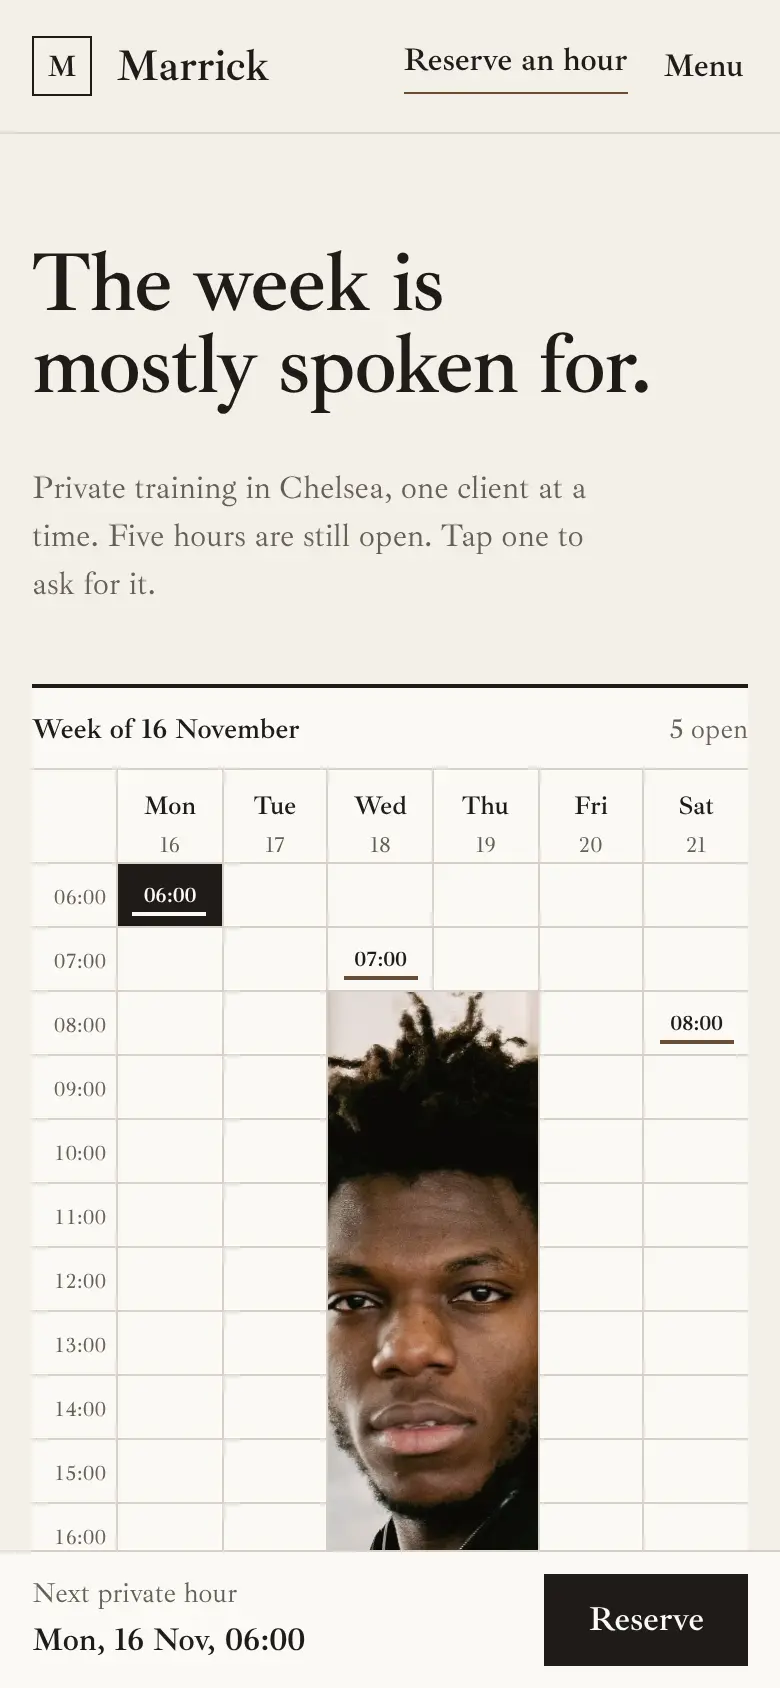 M Marrick Reserve an hour Menu
The week is
mostly spoken for.
Private training in Chelsea, one client at a
time. Five hours are still open. Tap one to
ask for it.
Week of 16 November 5 open
Mon Tue Wed Thu Fri Sat
16 17 18 19 20 21
06:00 06:00
07:00 07:00
08:00 08:00
09:00
10:00
11:00
12:00
13:00
14:00
15:00
16:00
Next private hour
Mon, 16 Nov, 06:00
Reserve